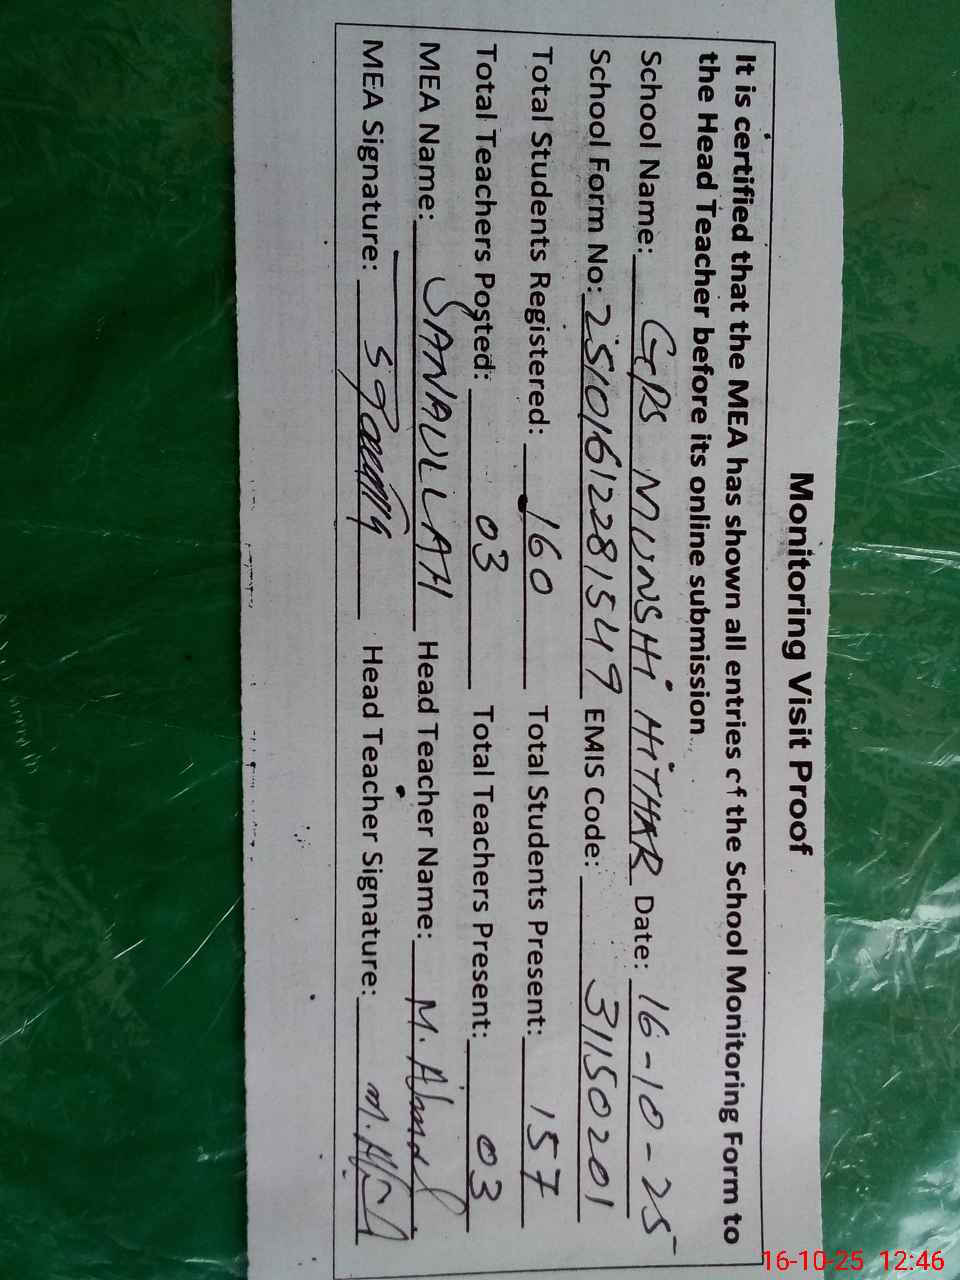 Monitoring Visit Proof
It is certified that the MEA has shown all entries of the School Monitoring Form to
the Head Teacher before its online submission
School Name: GPS MUNSHI HITHAR Date: 16-10-25
School Form No: 25101612281549 EMIS Code: 31150201
Total Students Registered: 160 Total Students Present: 157
Total Teachers Posted: 03 Total Teachers Present: 03
MEA Name: SANAULLAH Head Teacher Name: M. Ahmad
MEA Signature: Head Teacher Signature:
16-10-25 12:46